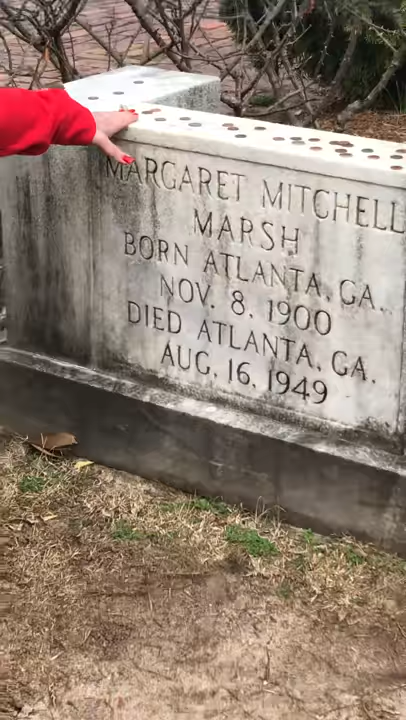 MARGARET MITCHELL
MARSH
BORN ATLANTA, GA.
NOV. 8. 1900
DIED ATLANTA, GA.
AUG. 16, 1949